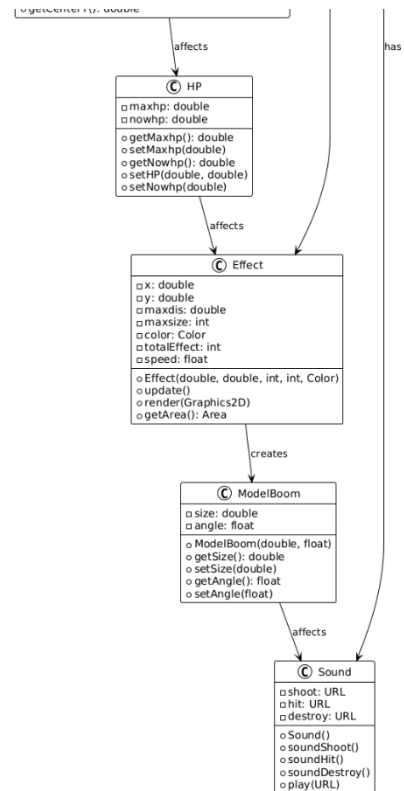 getCenterY(): double
affects
has
C HP
maxhp: double
nowhp: double
getMaxhp(): double
setMaxhp(double)
getNowhp(): double
setHP(double, double)
setNowhp(double)
affects
C Effect
x: double
y: double
maxdis: double
maxsize: int
color: Color
totalEffect: int
speed: float
Effect(double, double, int, int, Color)
update()
render(Graphics2D)
getArea(): Area
creates
C ModelBoom
size: double
angle: float
ModelBoom(double, float)
getSize(): double
setSize(double)
getAngle(): float
setAngle(float)
affects
C Sound
shoot: URL
hit: URL
destroy: URL
Sound()
soundShoot()
soundHit()
soundDestroy()
play(URL)